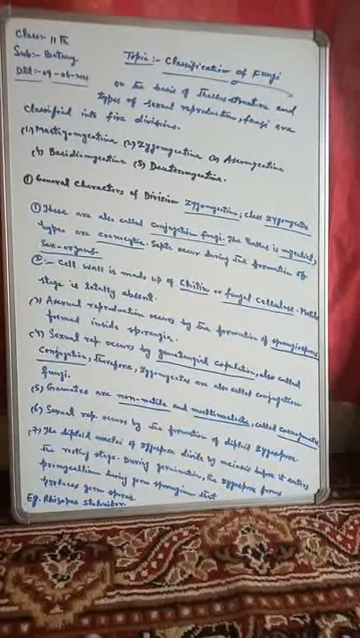 Class:- 11th
Sub:- Botany
Dtd:- 09-06-2021
Topic:- Classification of Fungi
on the basis of Thallus structure and
types of sexual reproduction, fungi are
classified into five divisions.
(1) Mastigomycotina (2) Zygomycotina (3) Ascomycotina
(4) Basidiomycotina (5) Deuteromycotina.
① General Characters of Division Zygomycotina; class Zygomycetes
① These are also called conjugation fungi. The thallus is mycelial,
hyphae are coenocytic. Septa occur during the formation of
Sex-organs
②:- Cell wall is made up of Chitin or fungal Cellulose. Motile
stage is totally absent.
(3) Asexual reproduction occurs by the formation of sporangiospores
formed inside sporangia.
(4) Sexual rep. occurs by gametangial copulation, also called
Conjugation, therefore, Zygomycetes are also called conjugation
fungi.
(5) Gametes are non-motile and multinucleate, called coenogametes
(6) Sexual rep. occurs by the formation of diploid zygospore.
(7) The diploid nuclei of zygospore divide by meiosis before it enters
the resting stage. During germination, the zygospore forms
promycelium during germ sporangium that
produces germ spores.
Eg. Rhizopus stolonifer